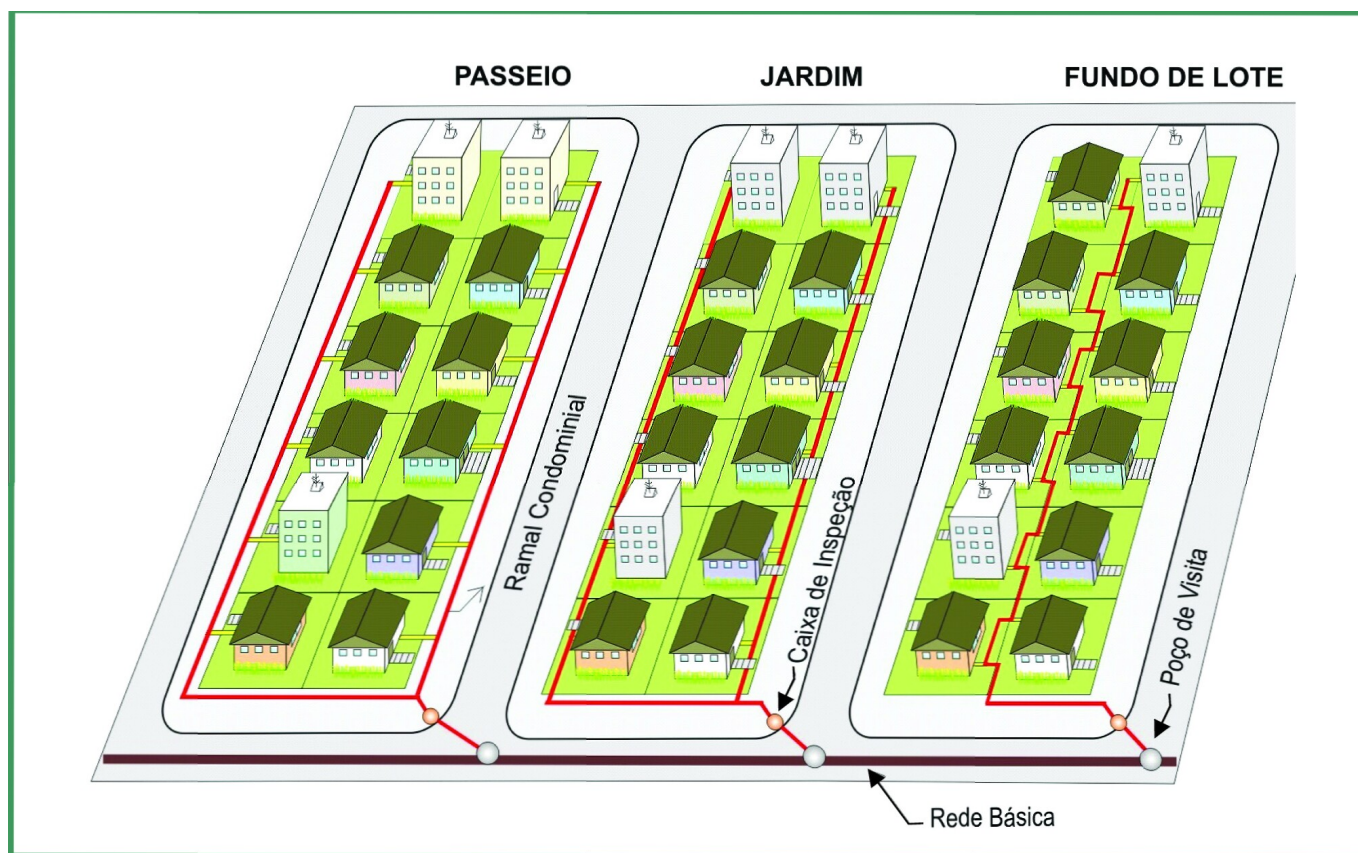 PASSEIO
JARDIM
FUNDO DE LOTE
Ramal Condominial
Caixa de Inspeção
Poço de Visita
Rede Básica